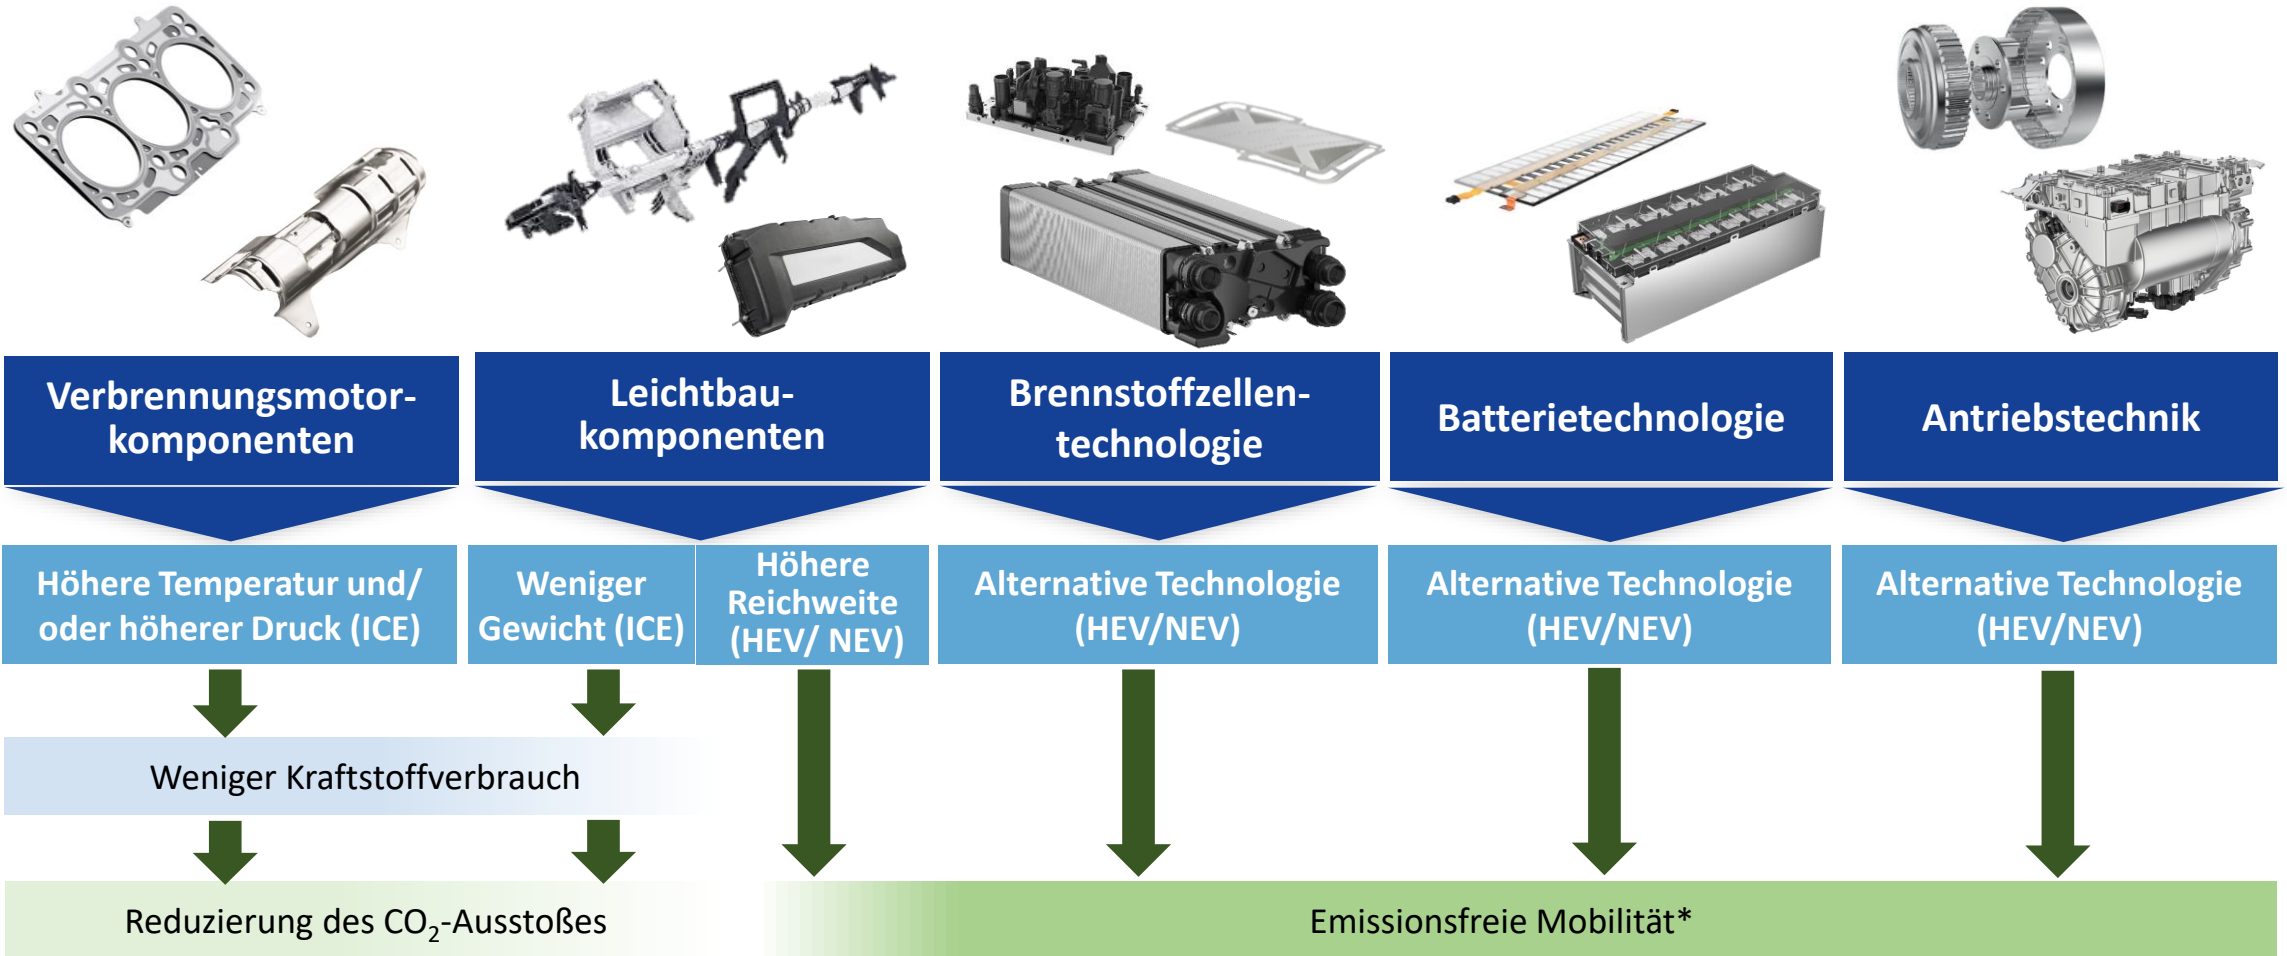 Verbrennungsmotor-
komponenten
Leichtbau-
komponenten
Brennstoffzellen-
technologie
Batterietechnologie
Antriebstechnik
Höhere Temperatur und/
oder höherer Druck (ICE)
Weniger
Gewicht (ICE)
Höhere
Reichweite
(HEV/ NEV)
Alternative Technologie
(HEV/NEV)
Alternative Technologie
(HEV/NEV)
Alternative Technologie
(HEV/NEV)
Weniger Kraftstoffverbrauch
Reduzierung des CO₂-Ausstoßes
Emissionsfreie Mobilität*